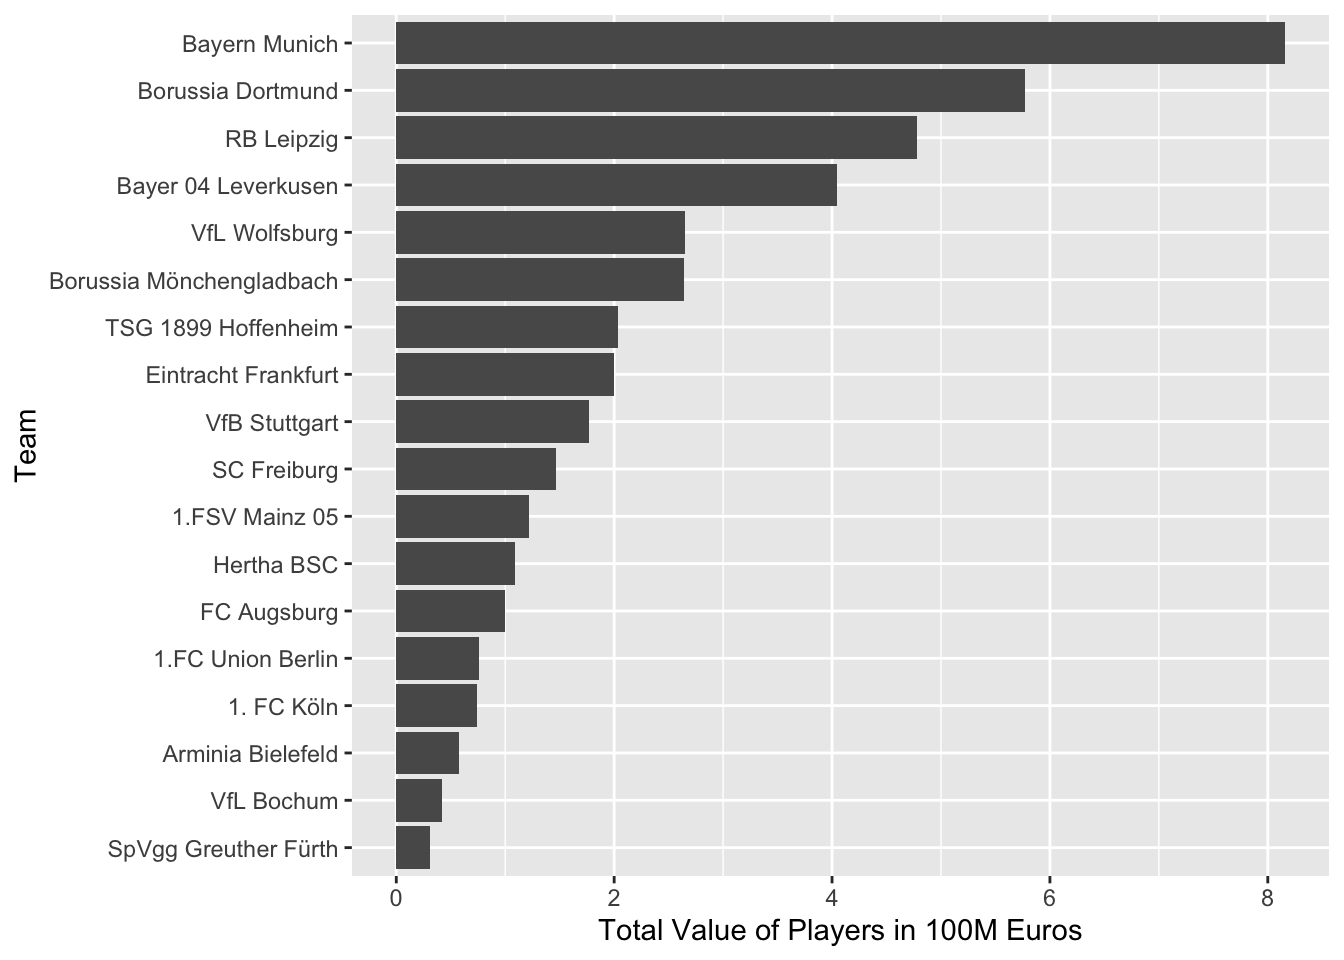 Bayern Munich
Borussia Dortmund
RB Leipzig
Bayer 04 Leverkusen
VfL Wolfsburg
Borussia Mönchengladbach
TSG 1899 Hoffenheim
Eintracht Frankfurt
VfB Stuttgart
SC Freiburg
1.FSV Mainz 05
Hertha BSC
FC Augsburg
1.FC Union Berlin
1. FC Köln
Arminia Bielefeld
VfL Bochum
SpVgg Greuther Fürth
Team
0 2 4 6 8
Total Value of Players in 100M Euros